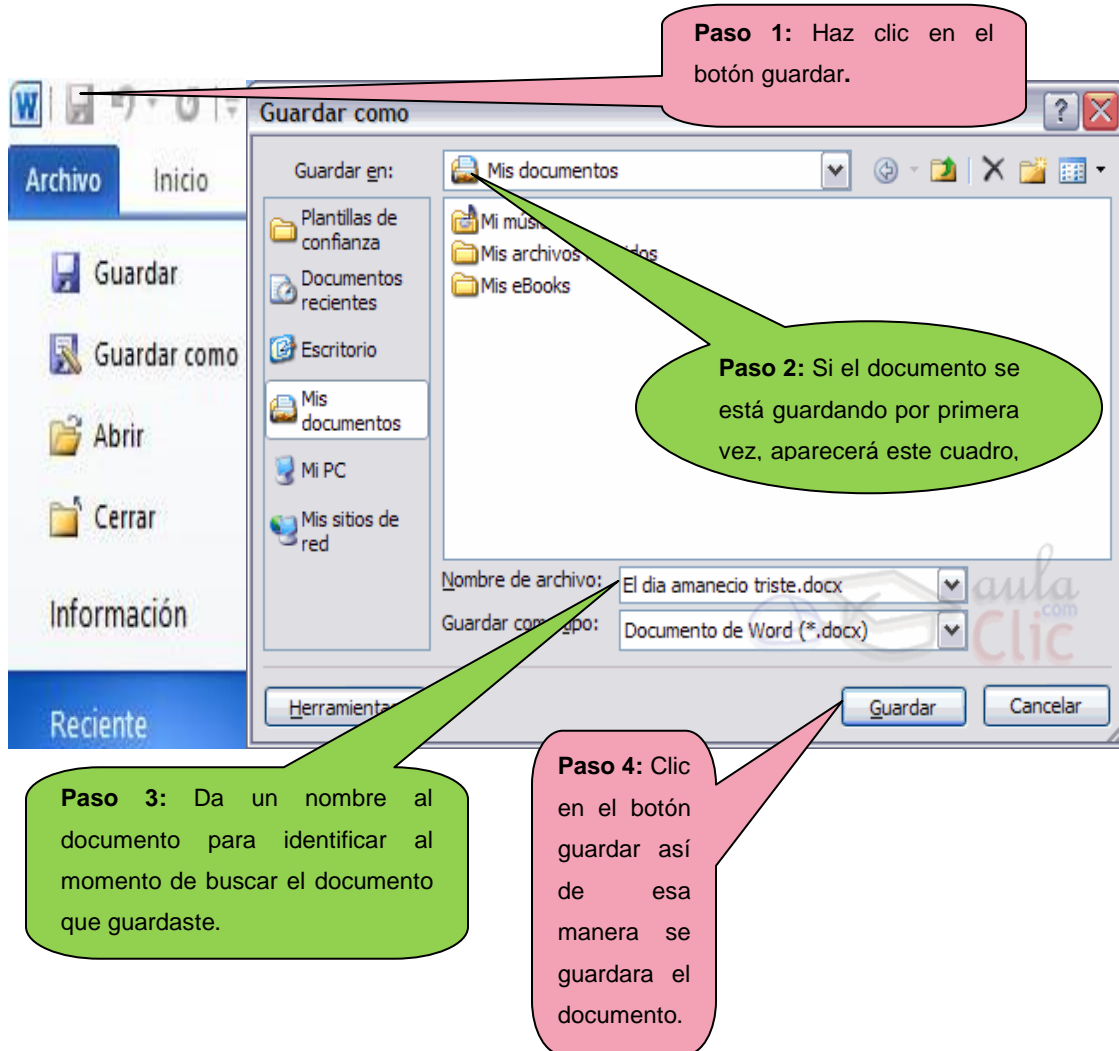 Paso 1: Haz clic en el
botón guardar.
W
Guardar como
Archivo
Inicio
Guardar en:
Mis documentos
Plantillas de
confianza
Documentos
recientes
Escritorio
Mis
documentos
Mi PC
Mis sitios de
red
Mi
Mis archivos
Mis eBooks
Guardar
Guardar como
Abrir
Cerrar
Información
Reciente
Paso 2: Si el documento se
está guardando por primera
vez, aparecerá este cuadro,
Nombre de archivo:
El dia amanecio triste.docx
Guardar
Documento de Word (*.docx)
aula
Clic
.com
Guardar
Cancelar
Paso 3: Da un nombre al
documento para identificar al
momento de buscar el documento
que guardaste.
Paso 4: Clic
en el botón
guardar así
de esa
manera se
guardara el
documento.